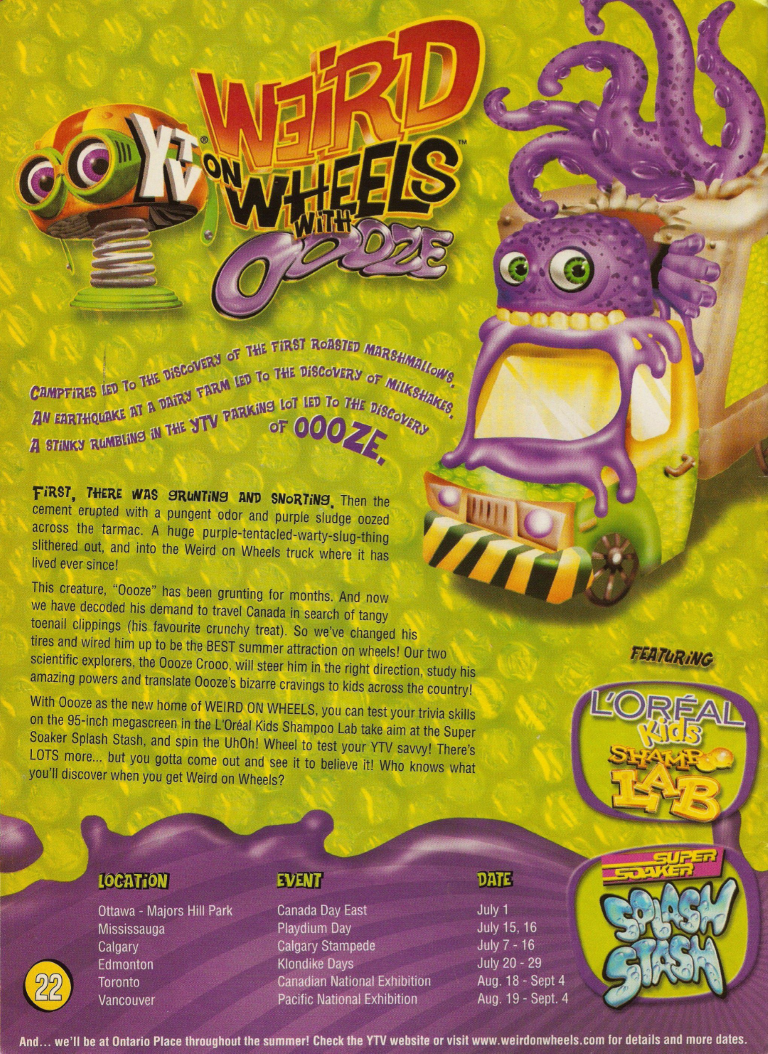 YTV®
WEIRD
ON WHEELS™
WITH
OOOZE
CAMPFIRES LED TO THE DISCOVERY OF THE FIRST ROASTED MARSHMALLOWS.
AN EARTHQUAKE AT A DAIRY FARM LED TO THE DISCOVERY OF MILKSHAKES.
A STINKY RUMBLING IN THE YTV PARKING LOT LED TO THE DISCOVERY
OF OOOZE.
FIRST, THERE WAS GRUNTING AND SNORTING. Then the
cement erupted with a pungent odor and purple sludge oozed
across the tarmac. A huge purple-tentacled-warty-slug-thing
slithered out, and into the Weird on Wheels truck where it has
lived ever since!
This creature, "Oooze" has been grunting for months. And now
we have decoded his demand to travel Canada in search of tangy
toenail clippings (his favourite crunchy treat). So we've changed his
tires and wired him up to be the BEST summer attraction on wheels! Our two
scientific explorers, the Oooze Crooo, will steer him in the right direction, study his
amazing powers and translate Oooze's bizarre cravings to kids across the country!
With Oooze as the new home of WEIRD ON WHEELS, you can test your trivia skills
on the 95-inch megascreen in the L'Oréal Kids Shampoo Lab take aim at the Super
Soaker Splash Stash, and spin the UhOh! Wheel to test your YTV savvy! There's
LOTS more... but you gotta come out and see it to believe it! Who knows what
you'll discover when you get Weird on Wheels?
FEATURING
L'ORÉAL
Kids
SHAMPOO
LAB
SUPER
SOAKER
SPLASH
STASH
LOCATION EVENT DATE
Ottawa - Majors Hill Park Canada Day East July 1
Mississauga Playdium Day July 15, 16
Calgary Calgary Stampede July 7 - 16
Edmonton Klondike Days July 20 - 29
Toronto Canadian National Exhibition Aug. 18 - Sept 4
Vancouver Pacific National Exhibition Aug. 19 - Sept. 4
22
And... we'll be at Ontario Place throughout the summer! Check the YTV website or visit www.weirdonwheels.com for details and more dates.